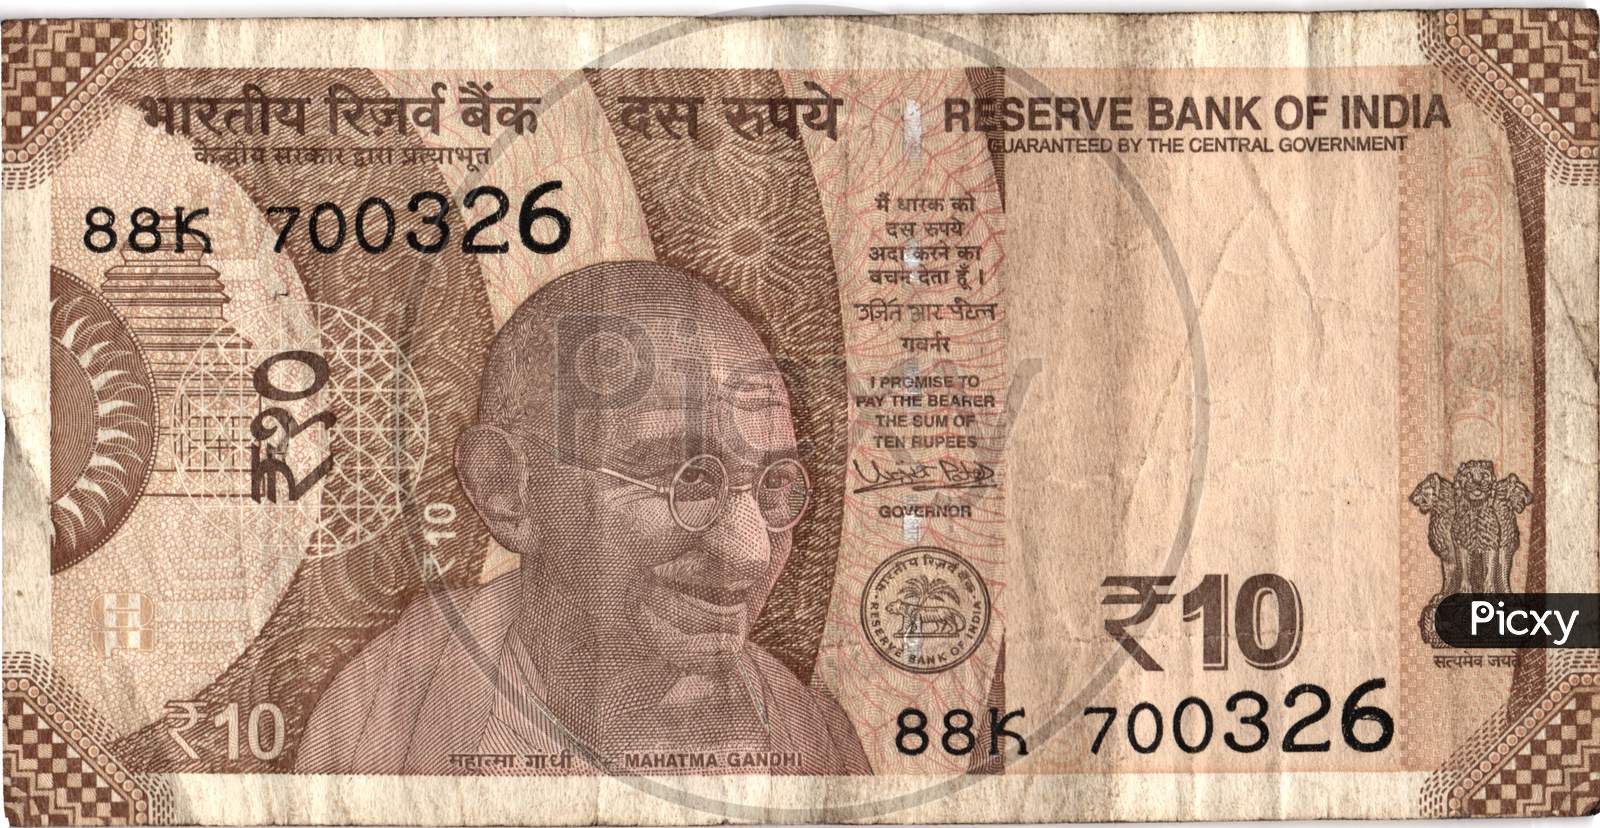 भारतीय रिज़र्व बैंक
दस रुपये
RESERVE BANK OF INDIA
केन्द्रीय सरकार द्वारा प्रत्याभूत
GUARANTEED BY THE CENTRAL GOVERNMENT
88K 700326
मैं धारक को
दस रुपये
अदा करने का
वचन देता हूँ।
उर्जित आर पटेल
गवर्नर
I PROMISE TO
PAY THE BEARER
THE SUM OF
TEN RUPEES
GOVERNOR
₹१०
₹10
भारतीय रिज़र्व बैंक
RESERVE BANK OF INDIA
₹10
सत्यमेव जयते
₹10
88K 700326
महात्मा गांधी
MAHATMA GANDHI
Picxy
Picxy